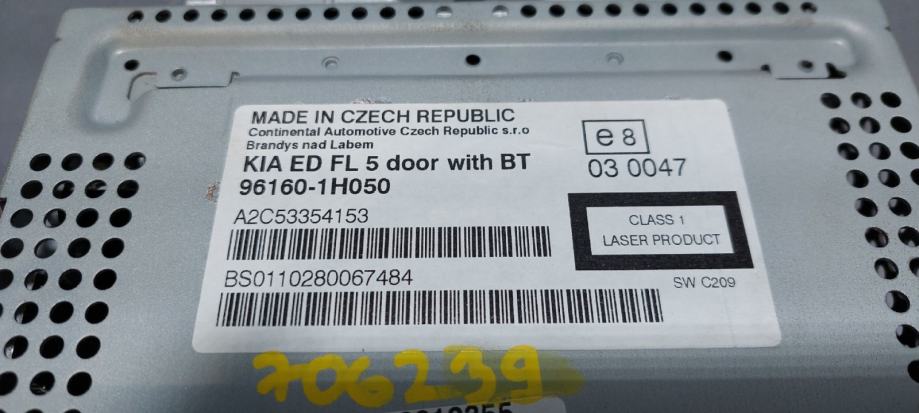 MADE IN CZECH REPUBLIC
Continental Automotive Czech Republic s.r.o
Brandys nad Labem
KIA ED FL 5 door with BT
96160-1H050
e8
03 0047
A2C53354153
CLASS 1
LASER PRODUCT
BS0110280067484
SW C209
706239